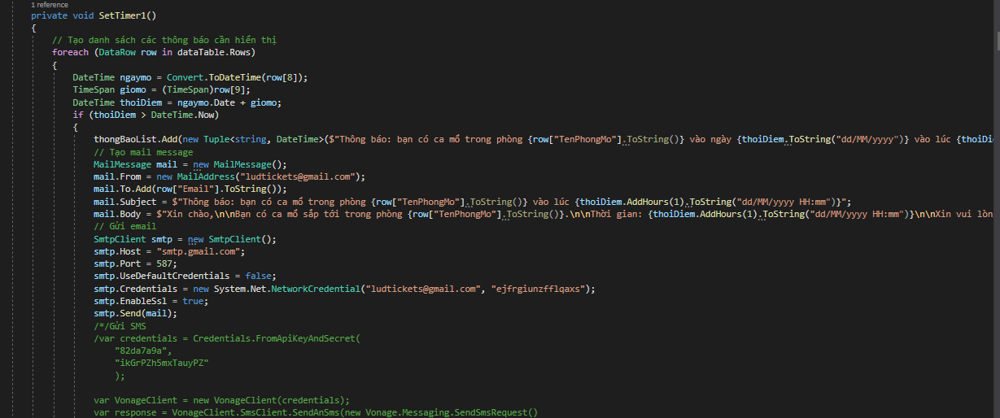 1 reference
private void SetTimer1()
{
// Tạo danh sách các thông báo cần hiển thị
foreach (DataRow row in dataTable.Rows)
{
DateTime ngaymo = Convert.ToDateTime(row[8]);
TimeSpan giomo = (TimeSpan)row[9];
DateTime thoiDiem = ngaymo.Date + giomo;
if (thoiDiem > DateTime.Now)
{
thongBaoList.Add(new Tuple<string, DateTime>($"Thông báo: bạn có ca mổ trong phòng {row["TenPhongMo"].ToString()} vào ngày {thoiDiem.ToString("dd/MM/yyyy")} vào lúc {thoiDi
// Tạo mail message
MailMessage mail = new MailMessage();
mail.From = new MailAddress("ludtickets@gmail.com");
mail.To.Add(row["Email"].ToString());
mail.Subject = $"Thông báo: bạn có ca mổ trong phòng {row["TenPhongMo"].ToString()} vào lúc {thoiDiem.AddHours(1).ToString("dd/MM/yyyy HH:mm")}";
mail.Body = $"Xin chào,\n\nBạn có ca mổ sắp tới trong phòng {row["TenPhongMo"].ToString()}.\n\nThời gian: {thoiDiem.AddHours(1).ToString("dd/MM/yyyy HH:mm")}\n\nXin vui lòn
// Gửi email
SmtpClient smtp = new SmtpClient();
smtp.Host = "smtp.gmail.com";
smtp.Port = 587;
smtp.UseDefaultCredentials = false;
smtp.Credentials = new System.Net.NetworkCredential("ludtickets@gmail.com", "ejfrgiunzfflqaxs");
smtp.EnableSsl = true;
smtp.Send(mail);
/*/Gửi SMS
/var credentials = Credentials.FromApiKeyAndSecret(
"82da7a9a",
"ikGrPZh5mxTauyPZ"
);
var VonageClient = new VonageClient(credentials);
var response = VonageClient.SmsClient.SendAnSms(new Vonage.Messaging.SendSmsRequest()